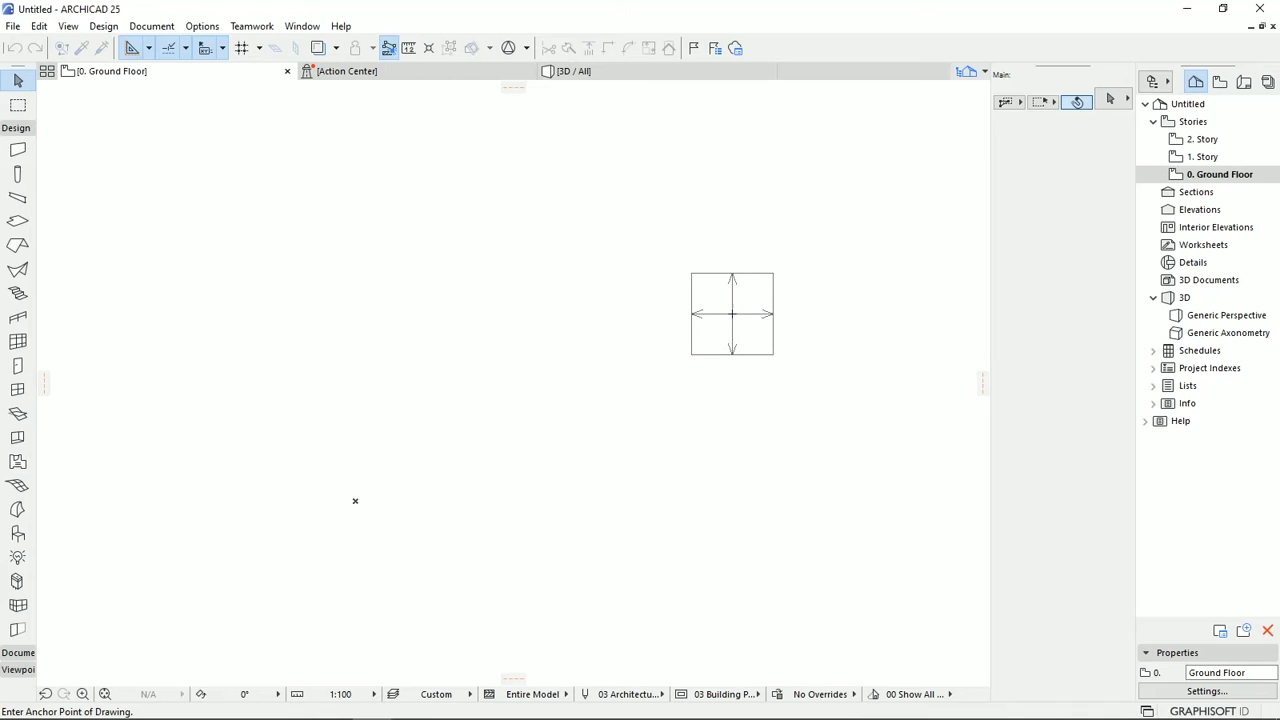 Untitled - ARCHICAD 25
File Edit View Design Document Options Teamwork Window Help
[0. Ground Floor]
[Action Center]
[3D / All]
Main:
Design
Untitled
Stories
2. Story
1. Story
0. Ground Floor
Sections
Elevations
Interior Elevations
Worksheets
Details
3D Documents
3D
Generic Perspective
Generic Axonometry
Schedules
Project Indexes
Lists
Info
Help
Docume
Viewpoi
Properties
0. Ground Floor
Settings...
N/A 0° 1:100 Custom Entire Model 03 Architectu... 03 Building P... No Overrides 00 Show All ...
Enter Anchor Point of Drawing.
GRAPHISOFT ID